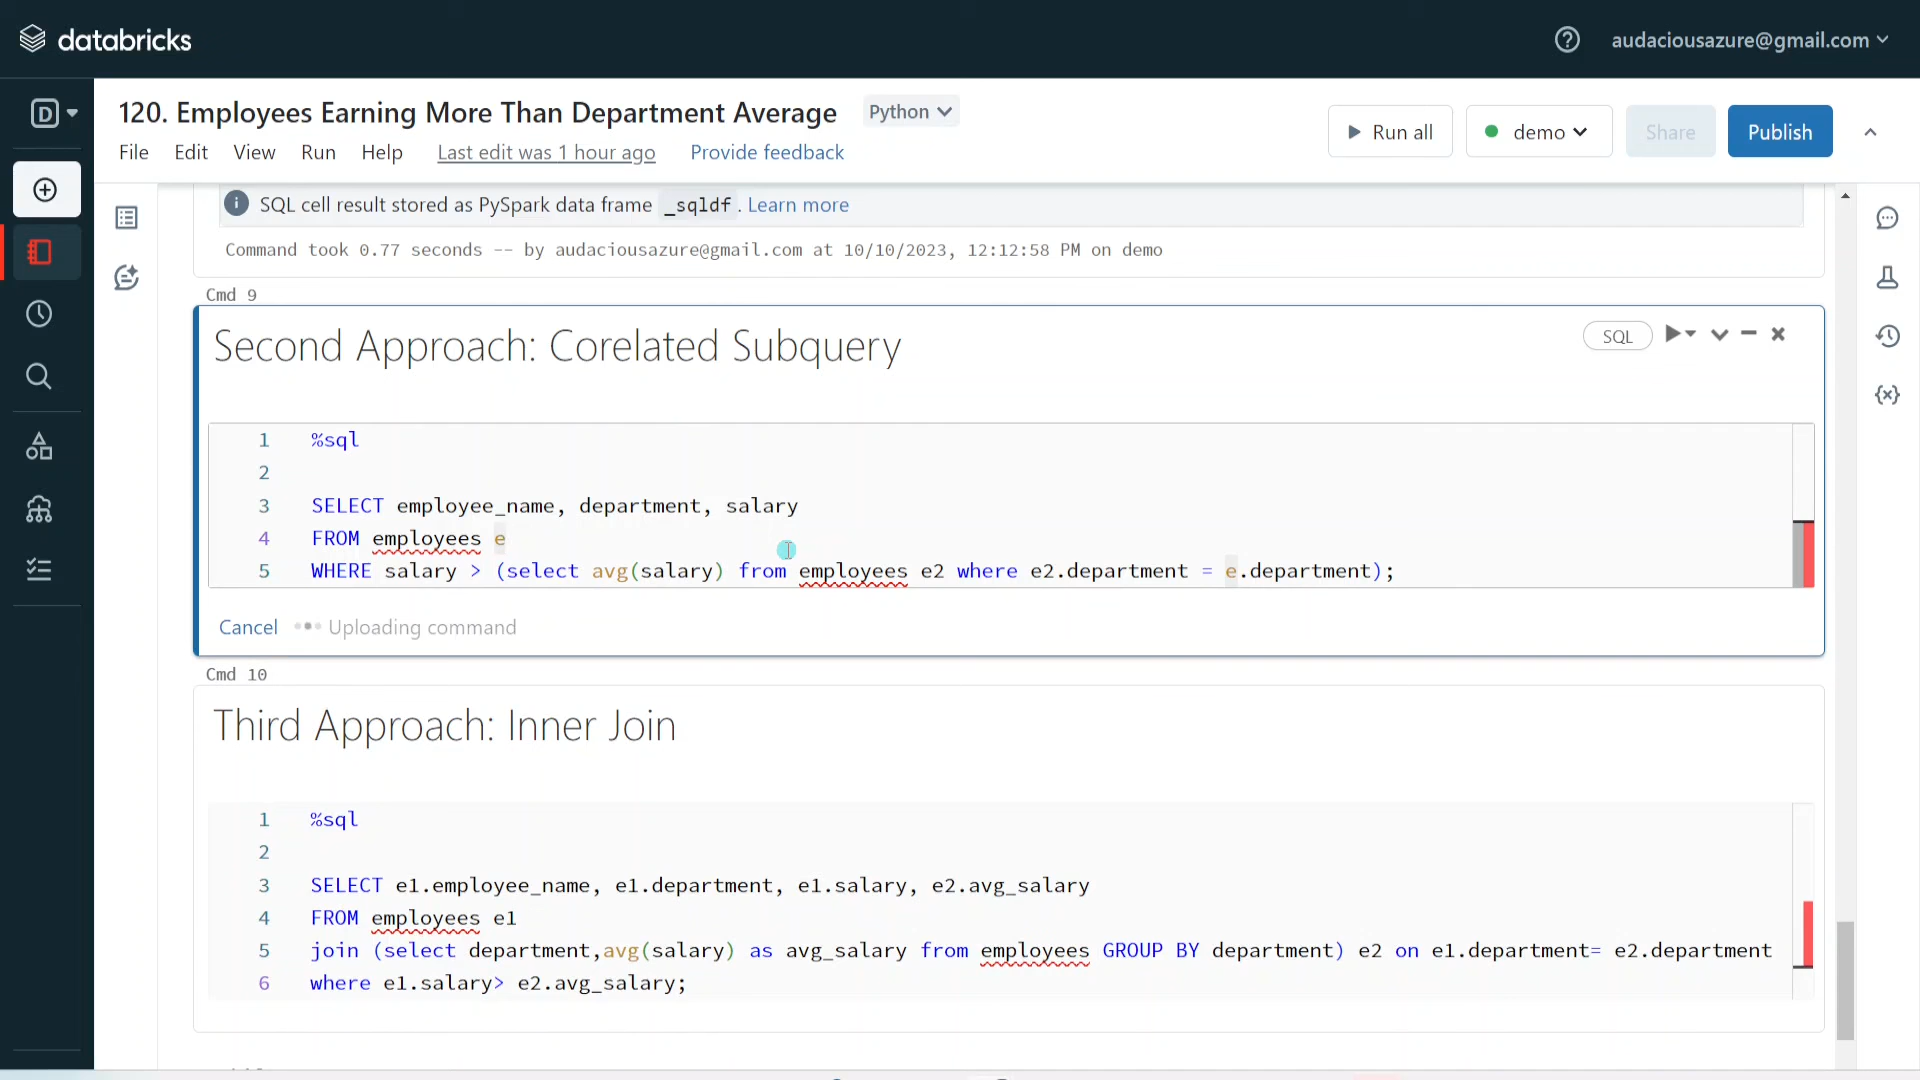 databricks
audaciousazure@gmail.com
D
120. Employees Earning More Than Department Average
Python
File Edit View Run Help Last edit was 1 hour ago Provide feedback
Run all
demo
Share
Publish
SQL cell result stored as PySpark data frame _sqldf . Learn more
Command took 0.77 seconds -- by audaciousazure@gmail.com at 10/10/2023, 12:12:58 PM on demo
Cmd 9
Second Approach: Corelated Subquery
SQL
1 %sql
2
3 SELECT employee_name, department, salary
4 FROM employees e
5 WHERE salary > (select avg(salary) from employees e2 where e2.department = e.department);
Cancel Uploading command
Cmd 10
Third Approach: Inner Join
1 %sql
2
3 SELECT e1.employee_name, e1.department, e1.salary, e2.avg_salary
4 FROM employees e1
5 join (select department,avg(salary) as avg_salary from employees GROUP BY department) e2 on e1.department= e2.department
6 where e1.salary> e2.avg_salary;